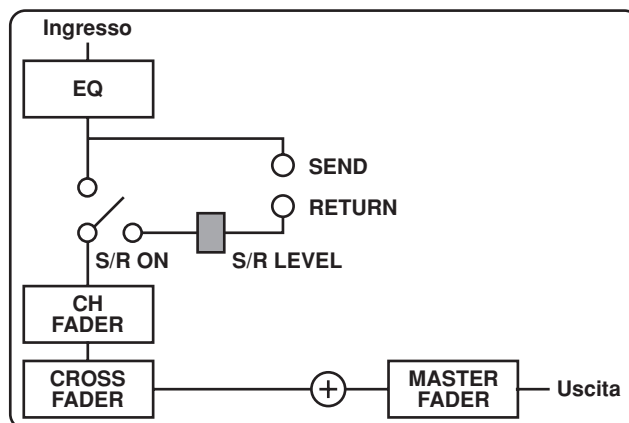 Ingresso
EQ
SEND
RETURN
S/R ON
S/R LEVEL
CH
FADER
CROSS
FADER
+
MASTER
FADER
Uscita